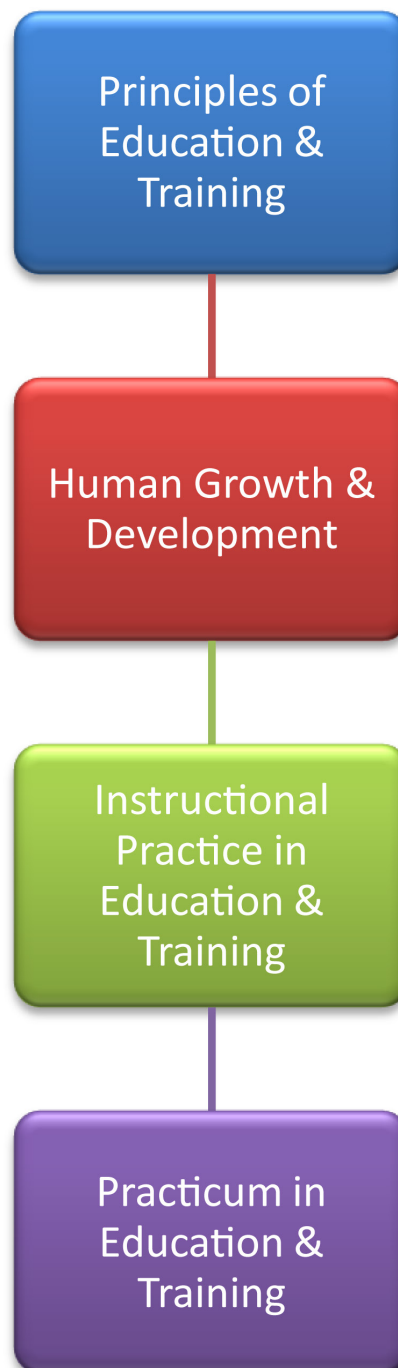 Principles of
Education &
Training
Human Growth &
Development
Instructional
Practice in
Education &
Training
Practicum in
Education &
Training